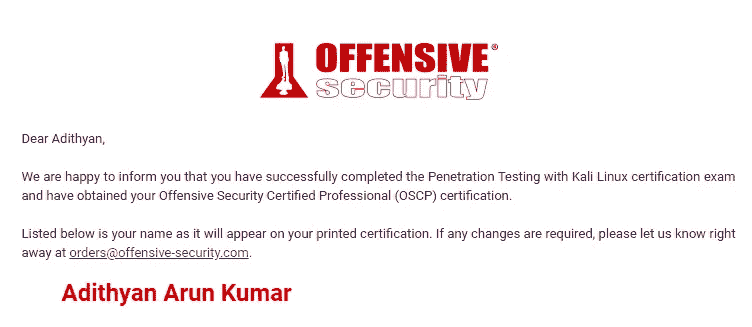 OFFENSIVE®
security
Dear Adithyan,
We are happy to inform you that you have successfully completed the Penetration Testing with Kali Linux certification exam
and have obtained your Offensive Security Certified Professional (OSCP) certification.
Listed below is your name as it will appear on your printed certification. If any changes are required, please let us know right
away at orders@offensive-security.com.
Adithyan Arun Kumar